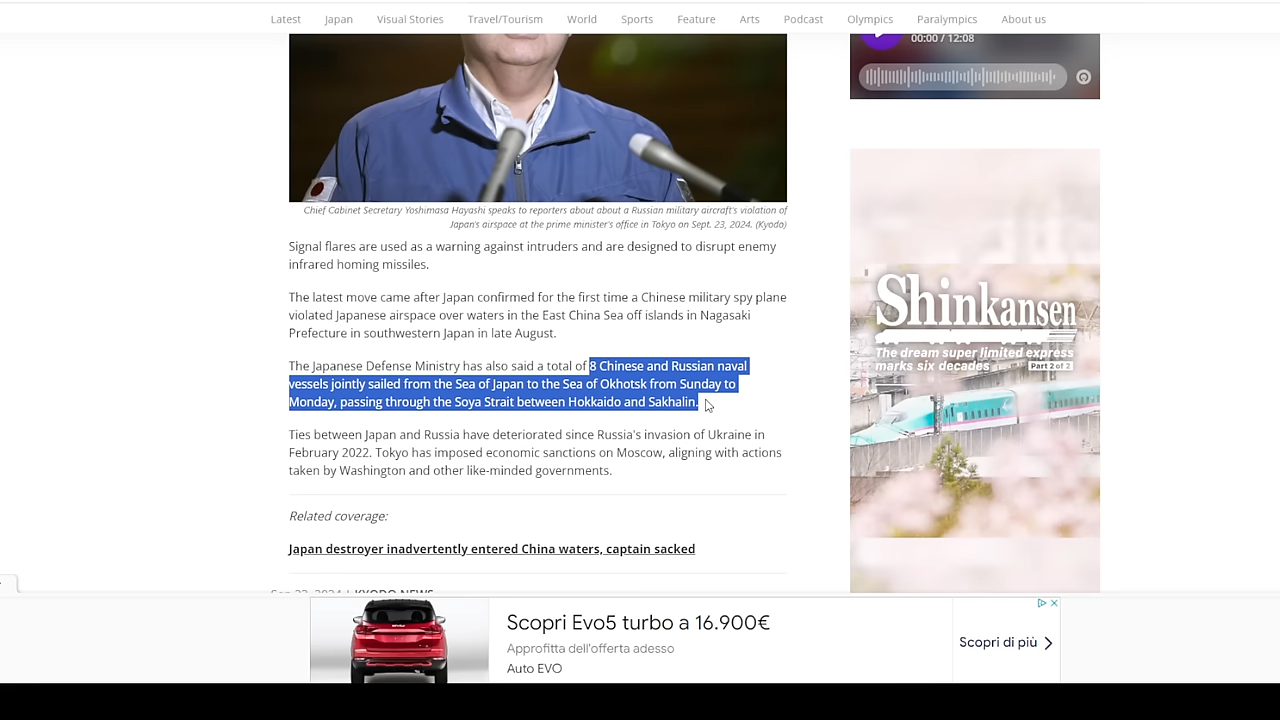 Latest Japan Visual Stories Travel/Tourism World Sports Feature Arts Podcast Olympics Paralympics About us
00:00 / 12:08
Chief Cabinet Secretary Yoshimasa Hayashi speaks to reporters about about a Russian military aircraft's violation of
Japan's airspace at the prime minister's office in Tokyo on Sept. 23, 2024. (Kyodo)
Signal flares are used as a warning against intruders and are designed to disrupt enemy
infrared homing missiles.
The latest move came after Japan confirmed for the first time a Chinese military spy plane
violated Japanese airspace over waters in the East China Sea off islands in Nagasaki
Prefecture in southwestern Japan in late August.
The Japanese Defense Ministry has also said a total of 8 Chinese and Russian naval
vessels jointly sailed from the Sea of Japan to the Sea of Okhotsk from Sunday to
Monday, passing through the Soya Strait between Hokkaido and Sakhalin.
Ties between Japan and Russia have deteriorated since Russia's invasion of Ukraine in
February 2022. Tokyo has imposed economic sanctions on Moscow, aligning with actions
taken by Washington and other like-minded governments.
Related coverage:
Japan destroyer inadvertently entered China waters, captain sacked
Sep 23, 2024 | KYODO NEWS
Shinkansen
The dream super limited express
marks six decades Part 2 of 2
Scopri Evo5 turbo a 16.900€
Approfitta dell'offerta adesso
Auto EVO
Scopri di più